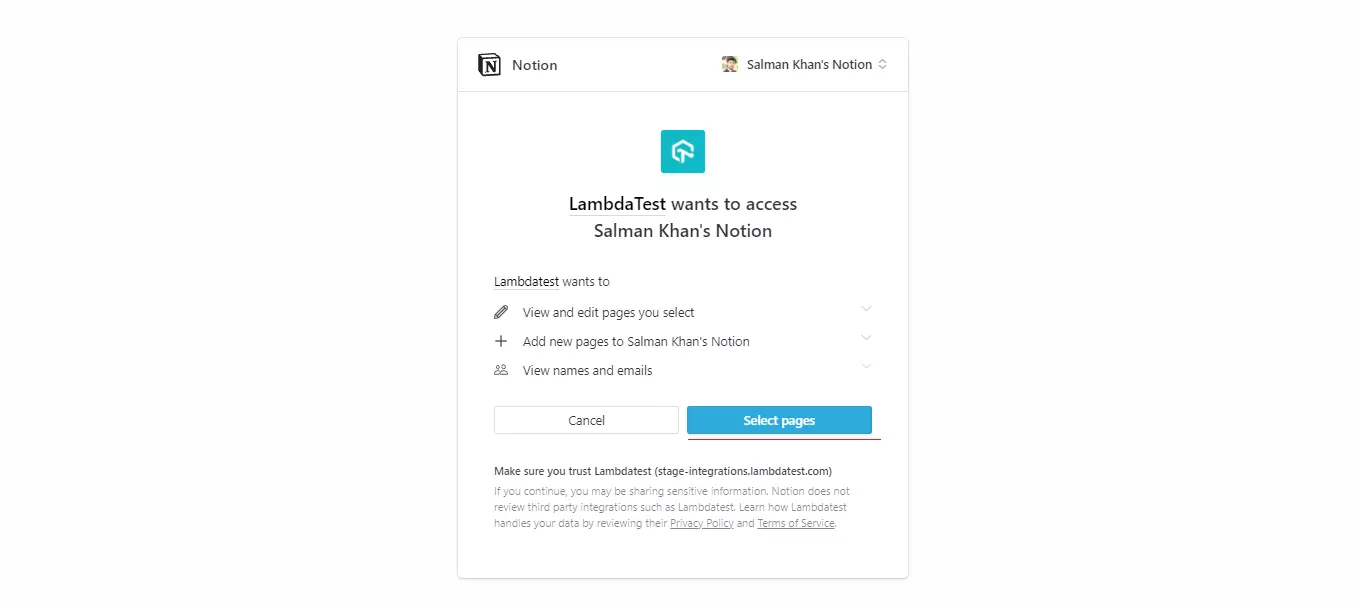 Notion
Salman Khan's Notion
LambdaTest wants to access
Salman Khan's Notion
Lambdatest wants to
View and edit pages you select
Add new pages to Salman Khan's Notion
View names and emails
Cancel
Select pages
Make sure you trust Lambdatest (stage-integrations.lambdatest.com)
If you continue, you may be sharing sensitive information. Notion does not
review third party integrations such as Lambdatest. Learn how Lambdatest
handles your data by reviewing their Privacy Policy and Terms of Service.